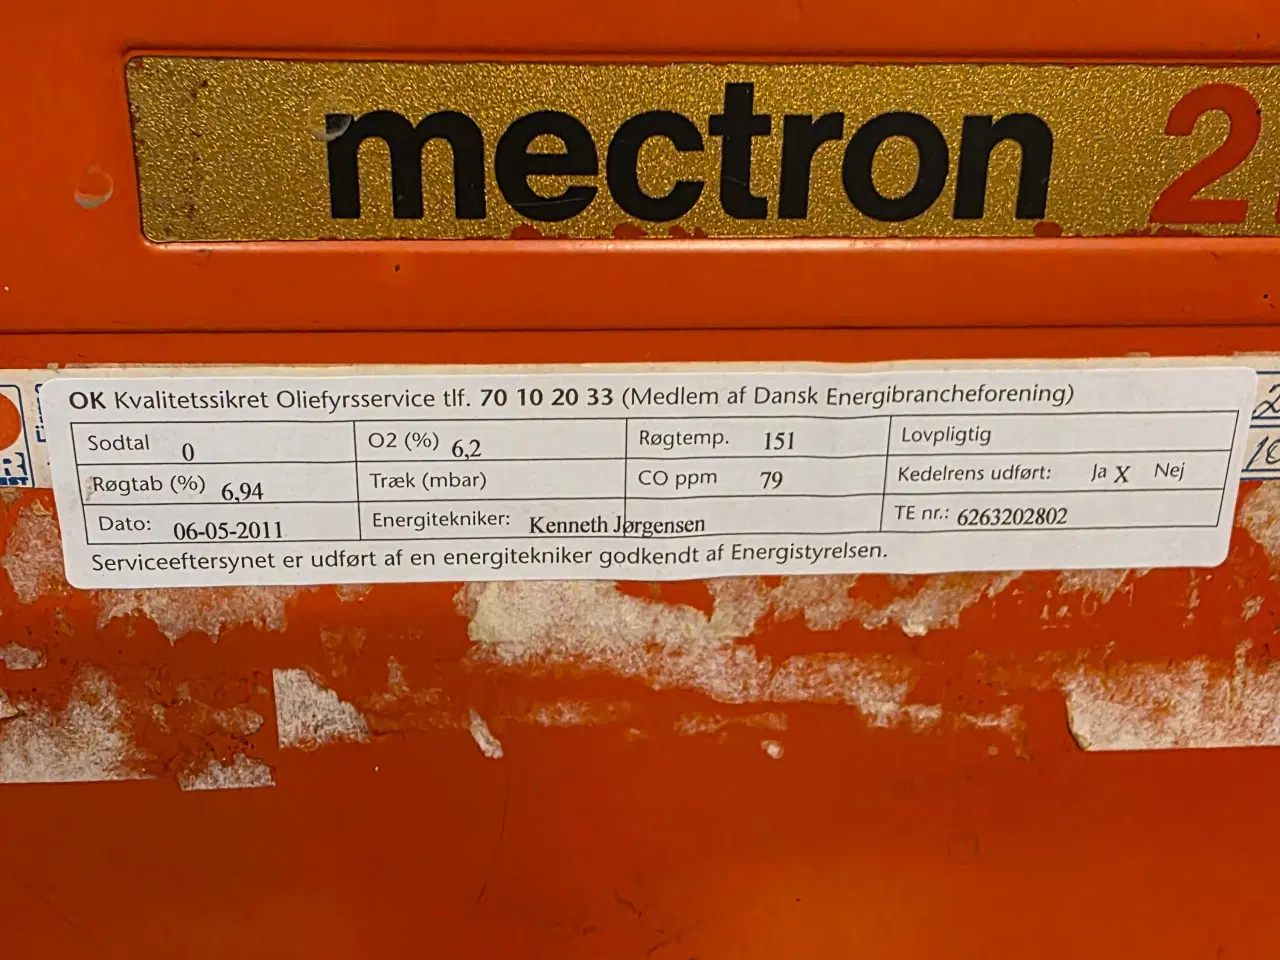 mectron 2
OK Kvalitetssikret Oliefyrsservice tlf. 70 10 20 33 (Medlem af Dansk Energibrancheforening)
Sodtal 0 O2 (%) 6,2 Røgtemp. 151 Lovpligtig
Røgtab (%) 6,94 Træk (mbar) CO ppm 79 Kedelrens udført: Ja X Nej
Dato: 06-05-2011 Energitekniker: Kenneth Jørgensen TE nr.: 6263202802
Serviceeftersynet er udført af en energitekniker godkendt af Energistyrelsen.